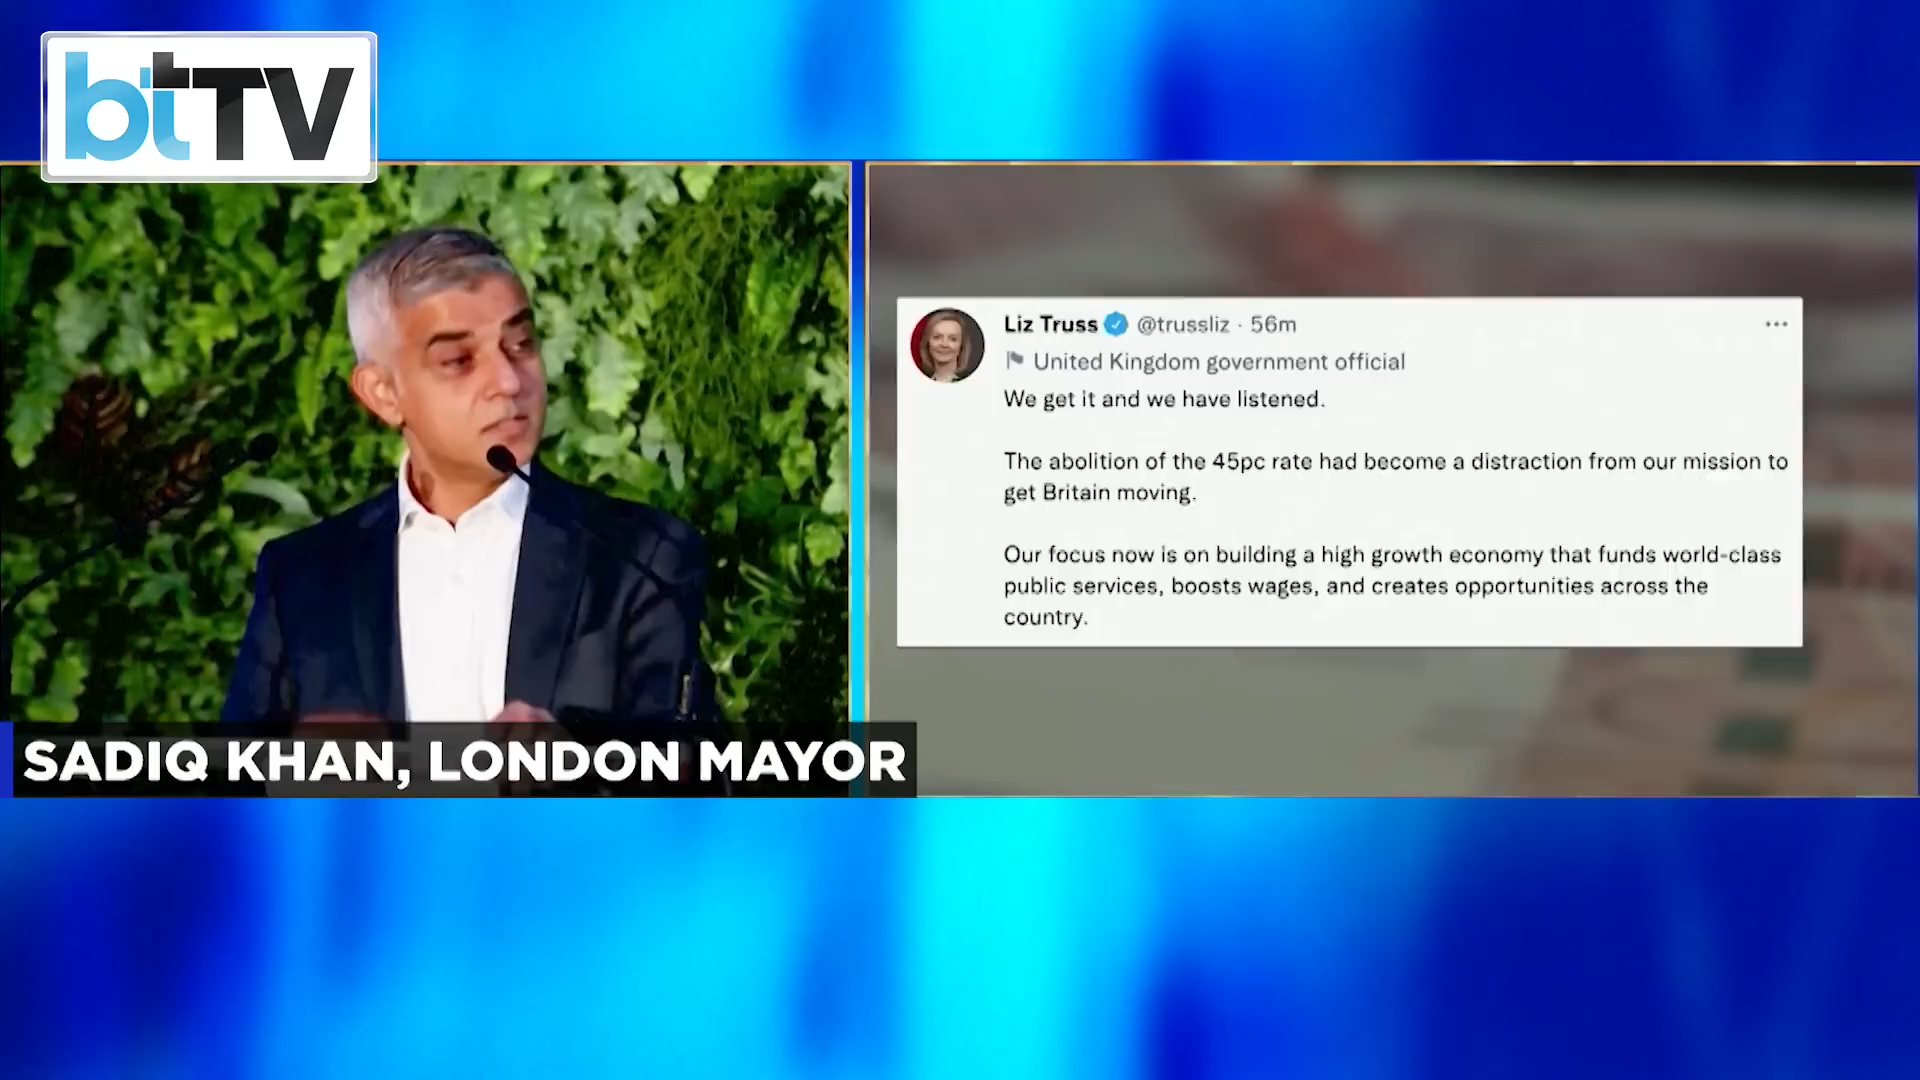 btTV
Liz Truss @trussliz · 56m
United Kingdom government official
We get it and we have listened.
The abolition of the 45pc rate had become a distraction from our mission to
get Britain moving.
Our focus now is on building a high growth economy that funds world-class
public services, boosts wages, and creates opportunities across the
country.
SADIQ KHAN, LONDON MAYOR